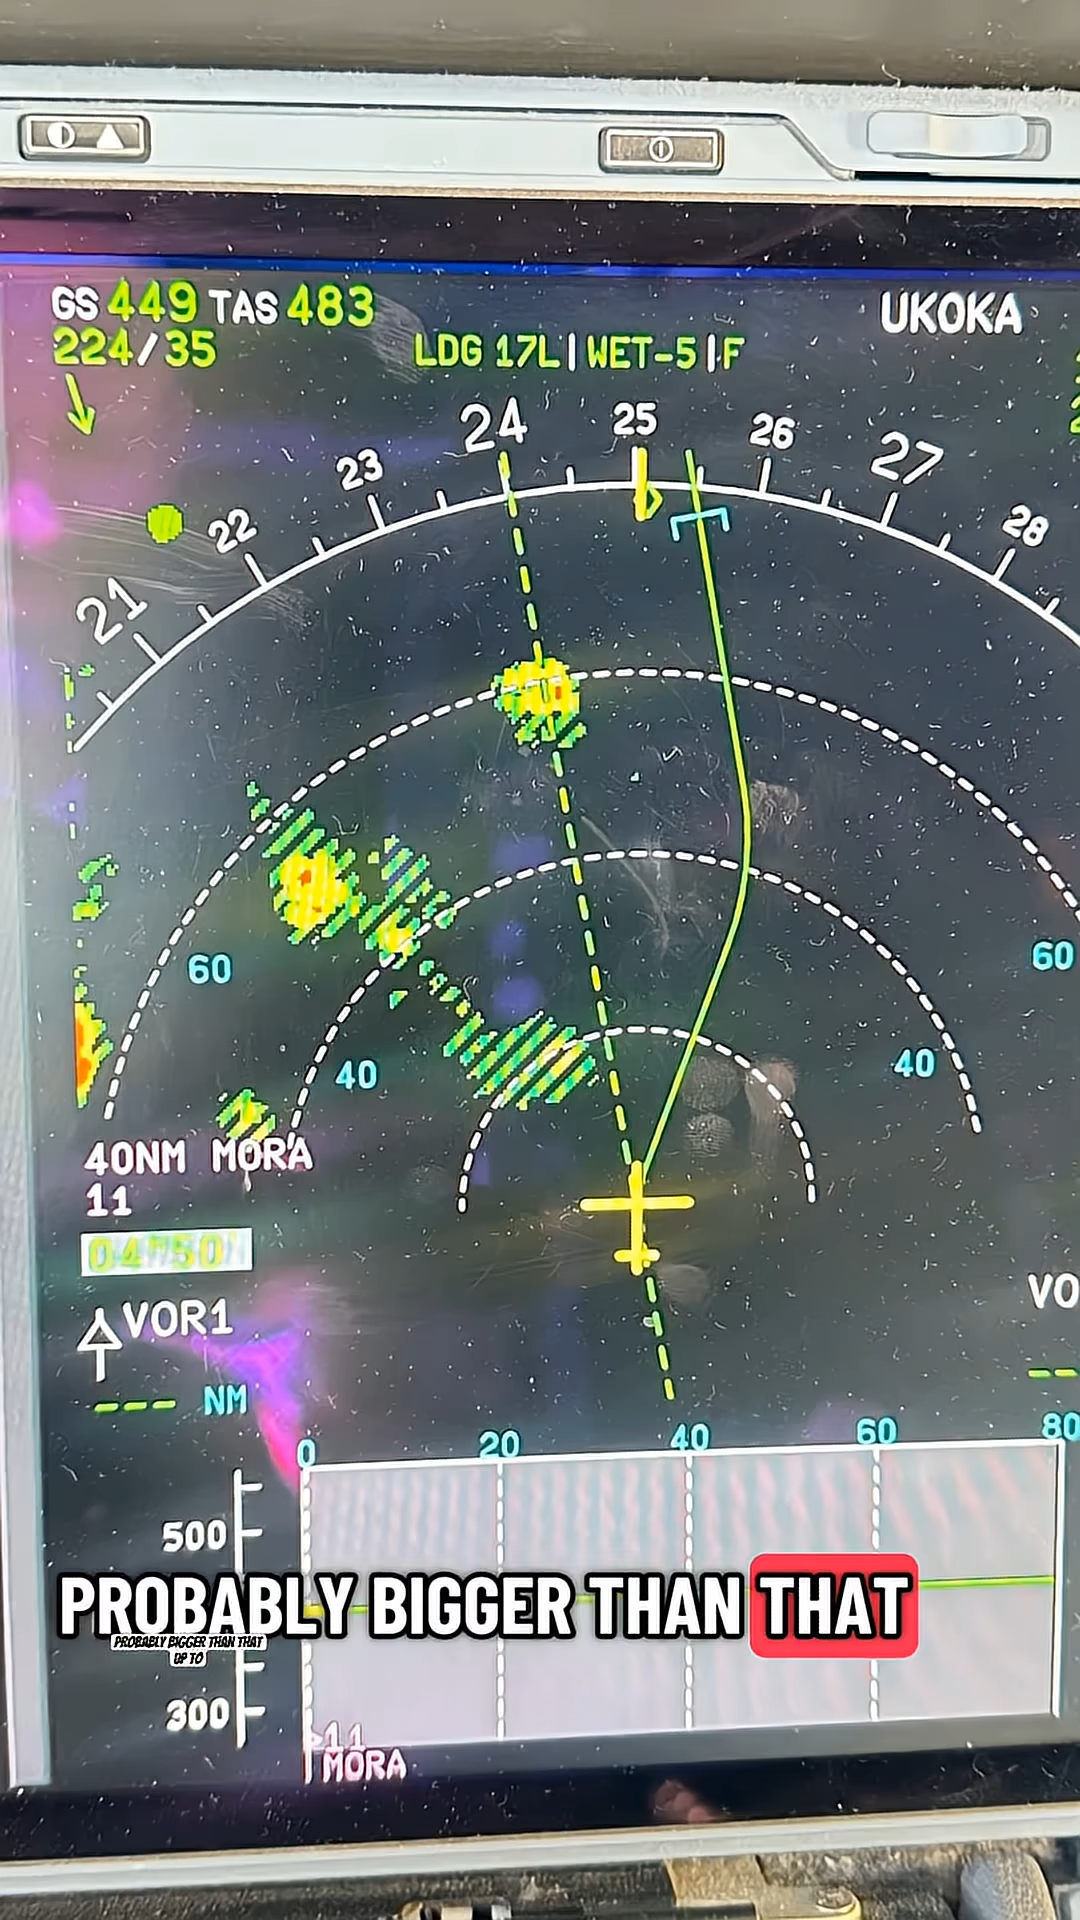 GS 449 TAS 483
UKOKA
224/35
LDG 17L | WET-5 | F
21
22
23
24
25
26
27
28
60
60
40
40
40NM MORA
11
VOR1
VO
--- NM
0
20
40
60
80
500
PROBABLY BIGGER THAN THAT
PROBABLY BIGGER THAN THAT
UP TO
300
11
MORA